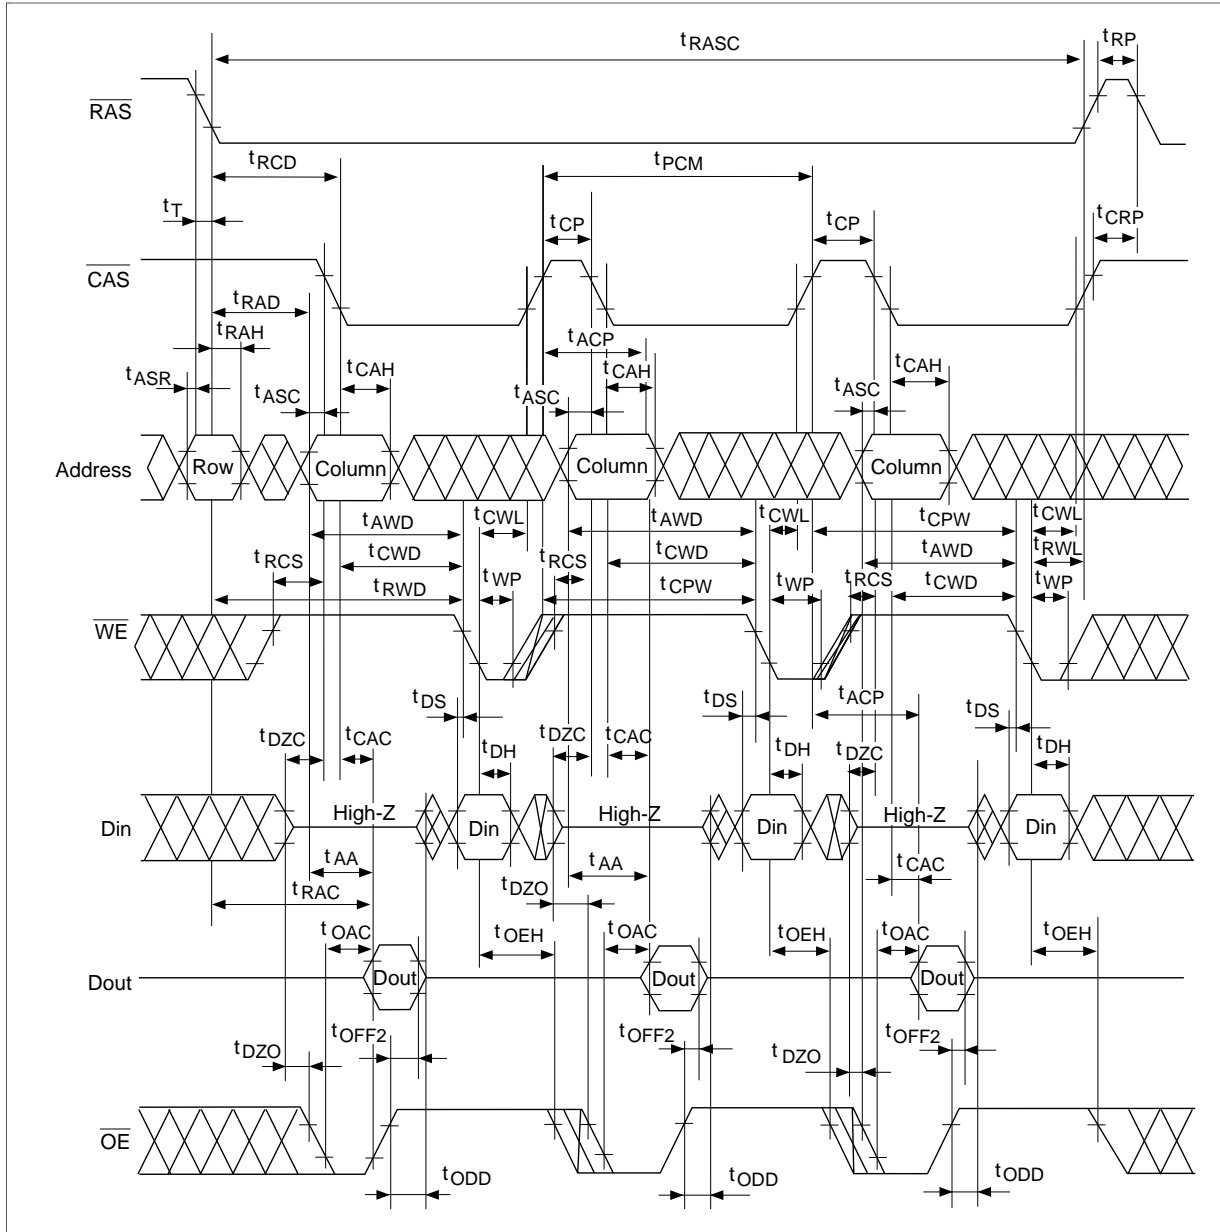 tRASC tRP
RAS
tRCD tPCM
tT tCP tCP tCRP
CAS
tRAD
tRAH tACP
tASR tCAH tCAH tCAH
tASC tASC tASC
Address Row Column Column Column
tAWD tCWL tAWD tCWL tCPW tCWL
tRCS tCWD tRCS tCWD tRCS tAWD tRWL
tRWD tWP tCPW tWP tCWD tWP
WE
tDS tDS tACP tDS
tDZC tCAC tDH tDZC tCAC tDH tDZC tDH
Din High-Z Din High-Z Din High-Z Din
tAA tAA tCAC
tRAC tDZO
tOAC tOEH tOAC tOEH tOAC tOEH
Dout Dout Dout Dout
tOFF2 tOFF2 tOFF2
tDZO tDZO
OE
tODD tODD tODD